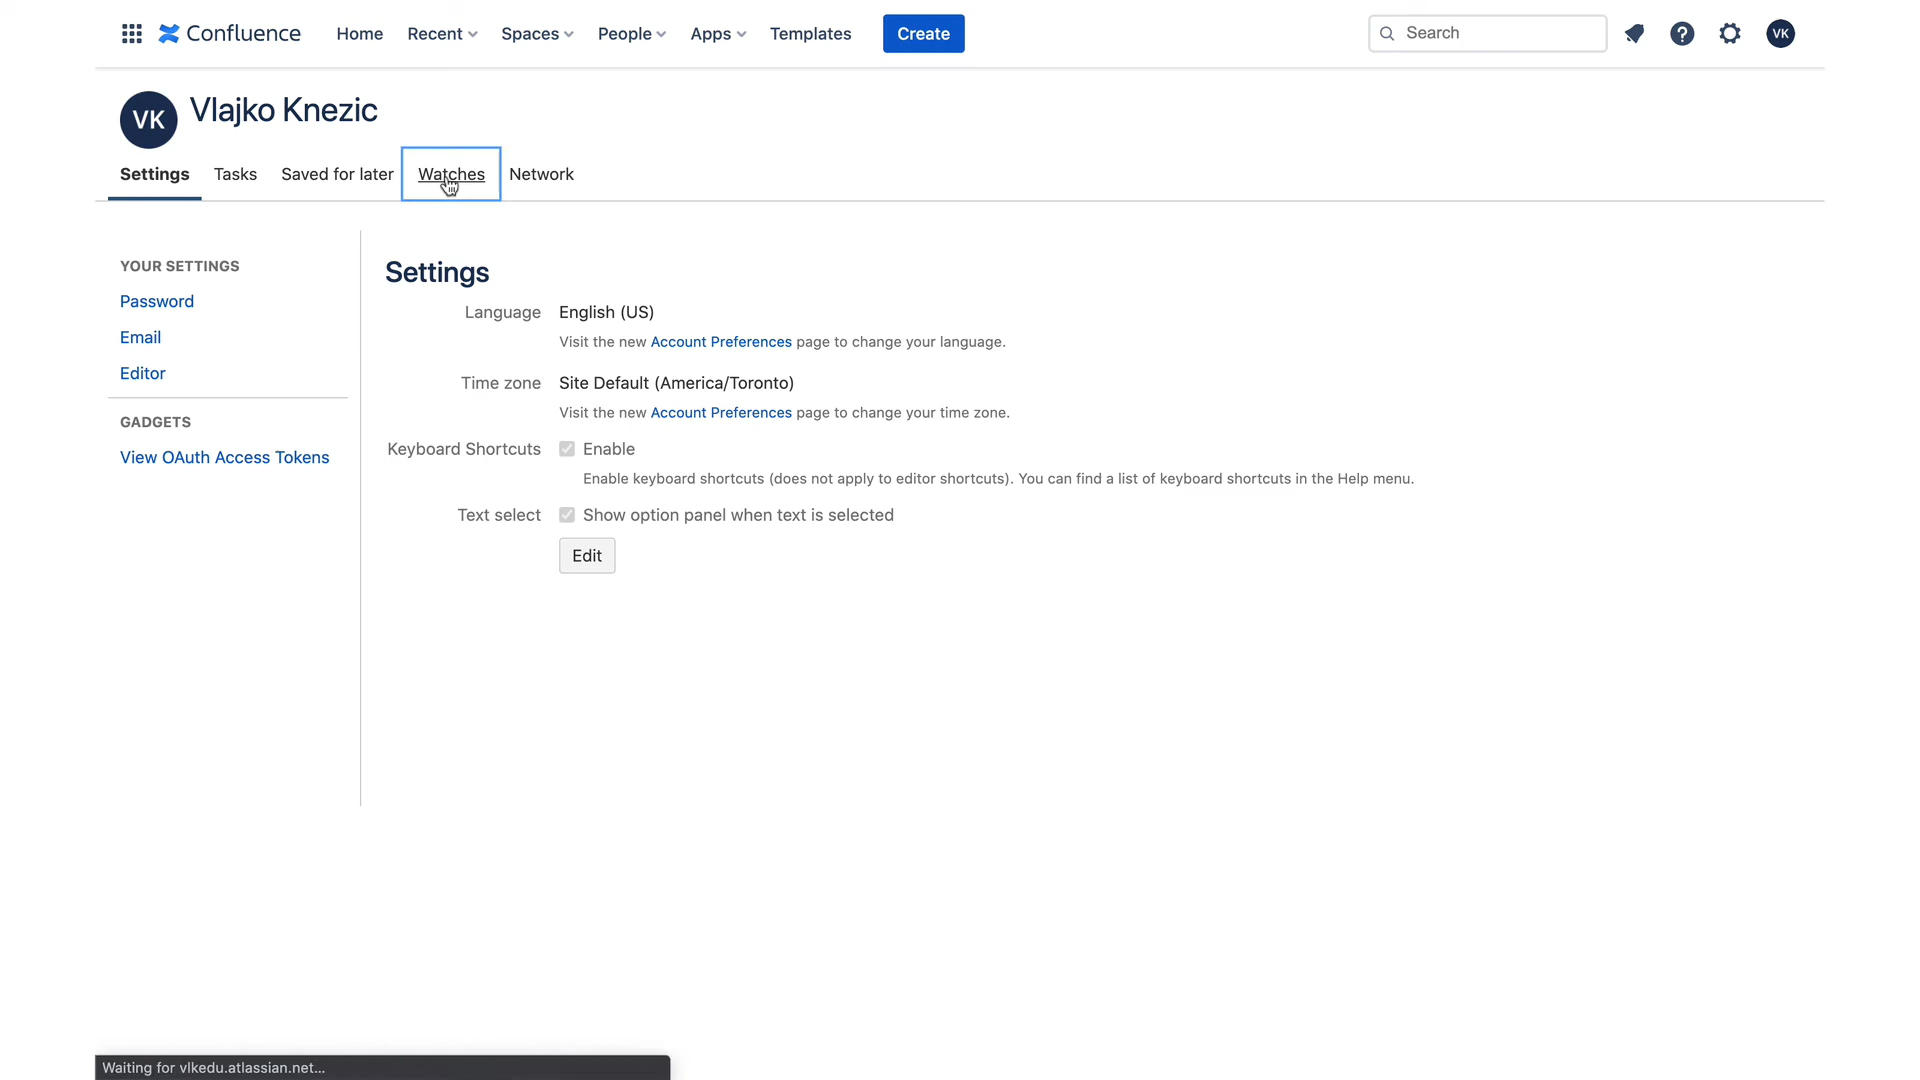 Confluence Home Recent Spaces People Apps Templates Create Search VK
VK Vlajko Knezic
Settings Tasks Saved for later Watches Network
YOUR SETTINGS
Password
Email
Editor
GADGETS
View OAuth Access Tokens
Settings
Language English (US)
Visit the new Account Preferences page to change your language.
Time zone Site Default (America/Toronto)
Visit the new Account Preferences page to change your time zone.
Keyboard Shortcuts Enable
Enable keyboard shortcuts (does not apply to editor shortcuts). You can find a list of keyboard shortcuts in the Help menu.
Text select Show option panel when text is selected
Edit
Waiting for vlkedu.atlassian.net...